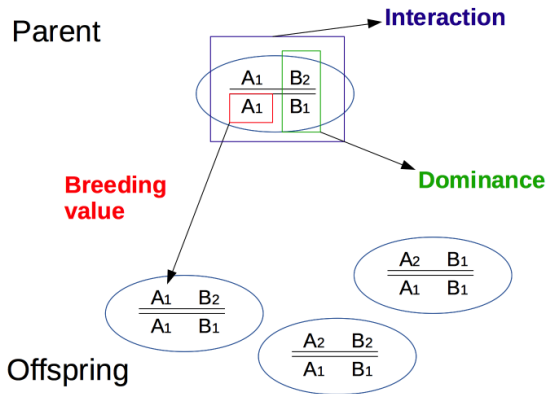 Parent
Interaction
A1 B2
A1 B1
Breeding
value
Dominance
A2 B1
A1 B1
A1 B2
A1 B1
A2 B2
A1 B1
Offspring